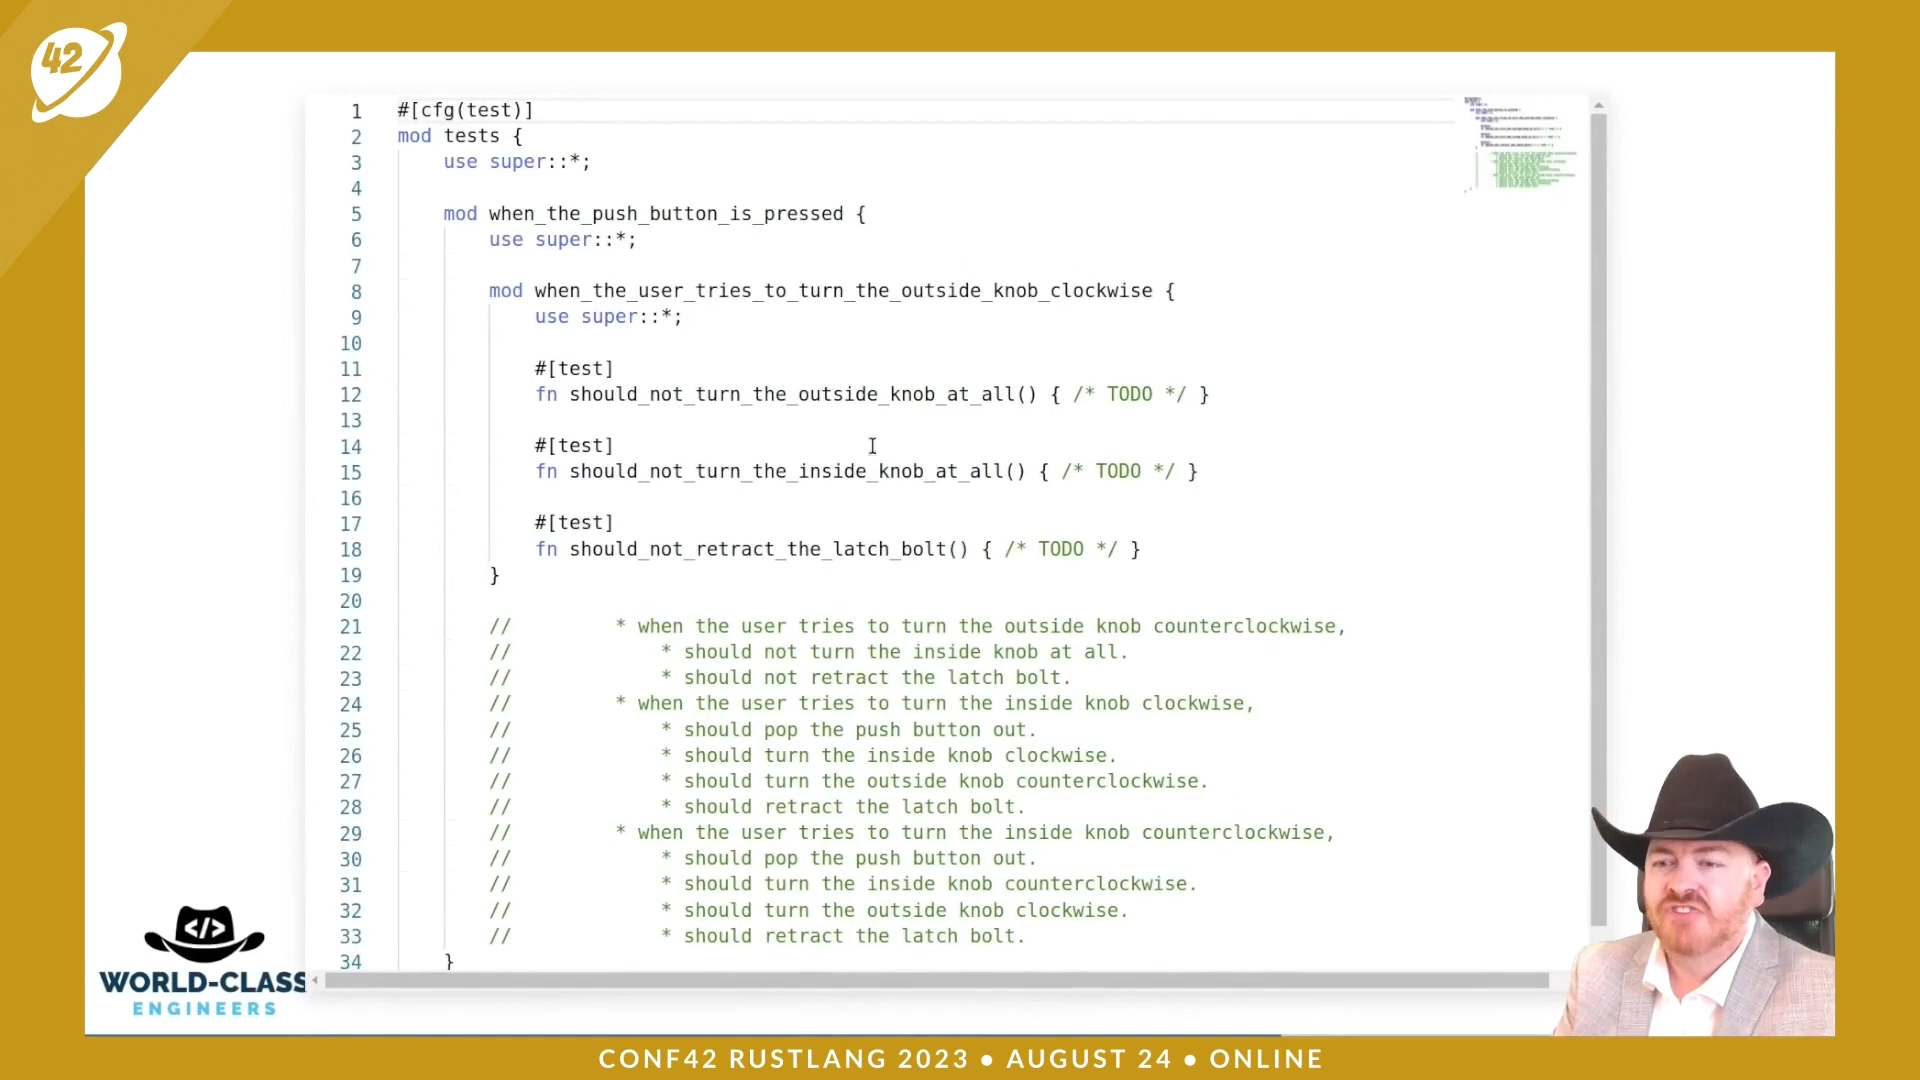 42
1 #[cfg(test)]
2 mod tests {
3 use super::*;
4
5 mod when_the_push_button_is_pressed {
6 use super::*;
7
8 mod when_the_user_tries_to_turn_the_outside_knob_clockwise {
9 use super::*;
10
11 #[test]
12 fn should_not_turn_the_outside_knob_at_all() { /* TODO */ }
13
14 #[test]
15 fn should_not_turn_the_inside_knob_at_all() { /* TODO */ }
16
17 #[test]
18 fn should_not_retract_the_latch_bolt() { /* TODO */ }
19 }
20
21 // * when the user tries to turn the outside knob counterclockwise,
22 // * should not turn the inside knob at all.
23 // * should not retract the latch bolt.
24 // * when the user tries to turn the inside knob clockwise,
25 // * should pop the push button out.
26 // * should turn the inside knob clockwise.
27 // * should turn the outside knob counterclockwise.
28 // * should retract the latch bolt.
29 // * when the user tries to turn the inside knob counterclockwise,
30 // * should pop the push button out.
31 // * should turn the inside knob counterclockwise.
32 // * should turn the outside knob clockwise.
33 // * should retract the latch bolt.
34 }
</>
WORLD-CLASS
ENGINEERS
CONF42 RUSTLANG 2023 • AUGUST 24 • ONLINE